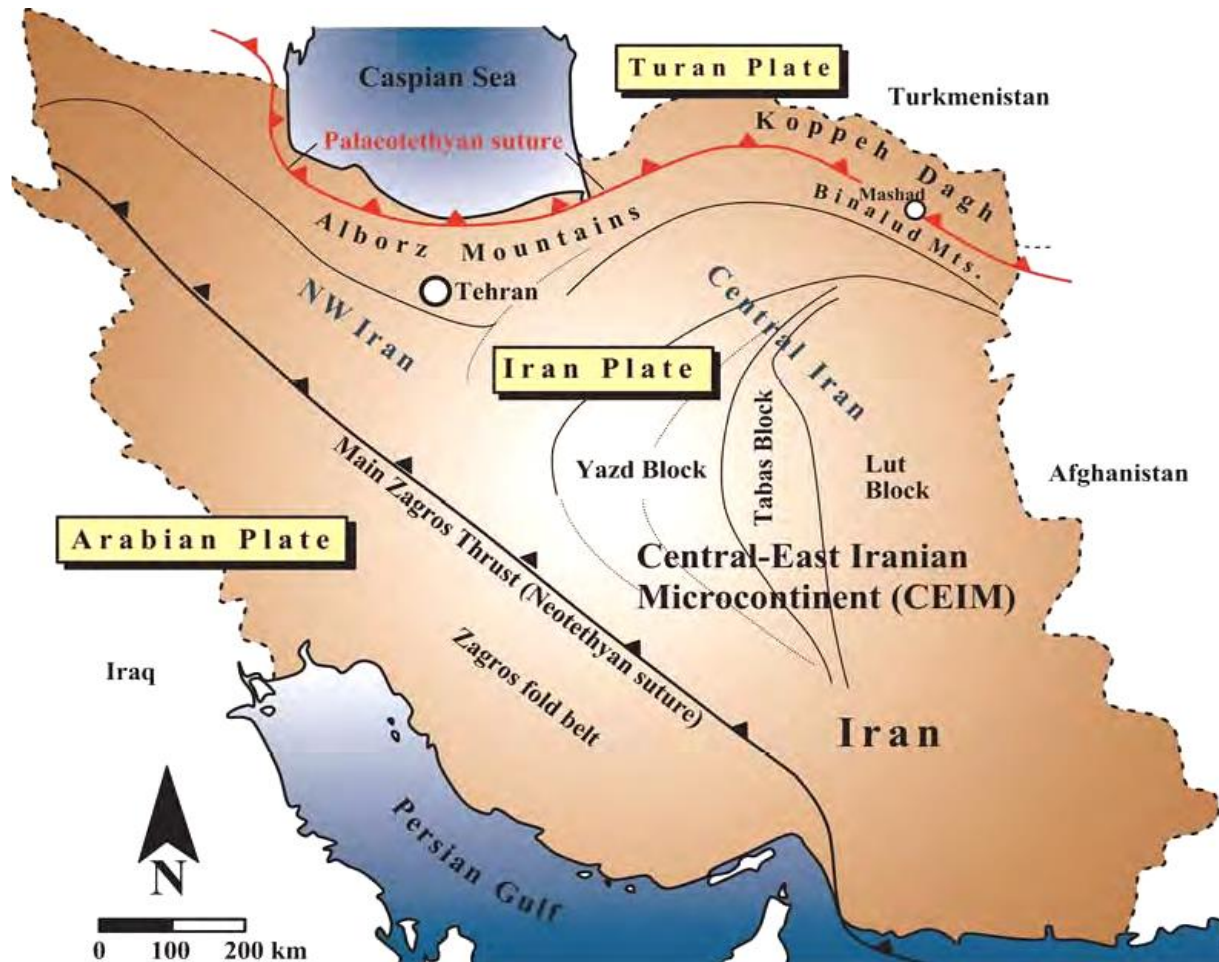 Caspian Sea
Turan Plate
Turkmenistan
Palaeotethyan suture
Koppeh Dagh
Mashad
Binalud Mts.
Alborz Mountains
Tehran
NW Iran
Central Iran
Iran Plate
Yazd Block
Tabas Block
Lut
Block
Afghanistan
Main Zagros Thrust (Neotethyan suture)
Arabian Plate
Central-East Iranian
Microcontinent (CEIM)
Iraq
Zagros fold belt
Iran
Persian Gulf
N
0 100 200 km